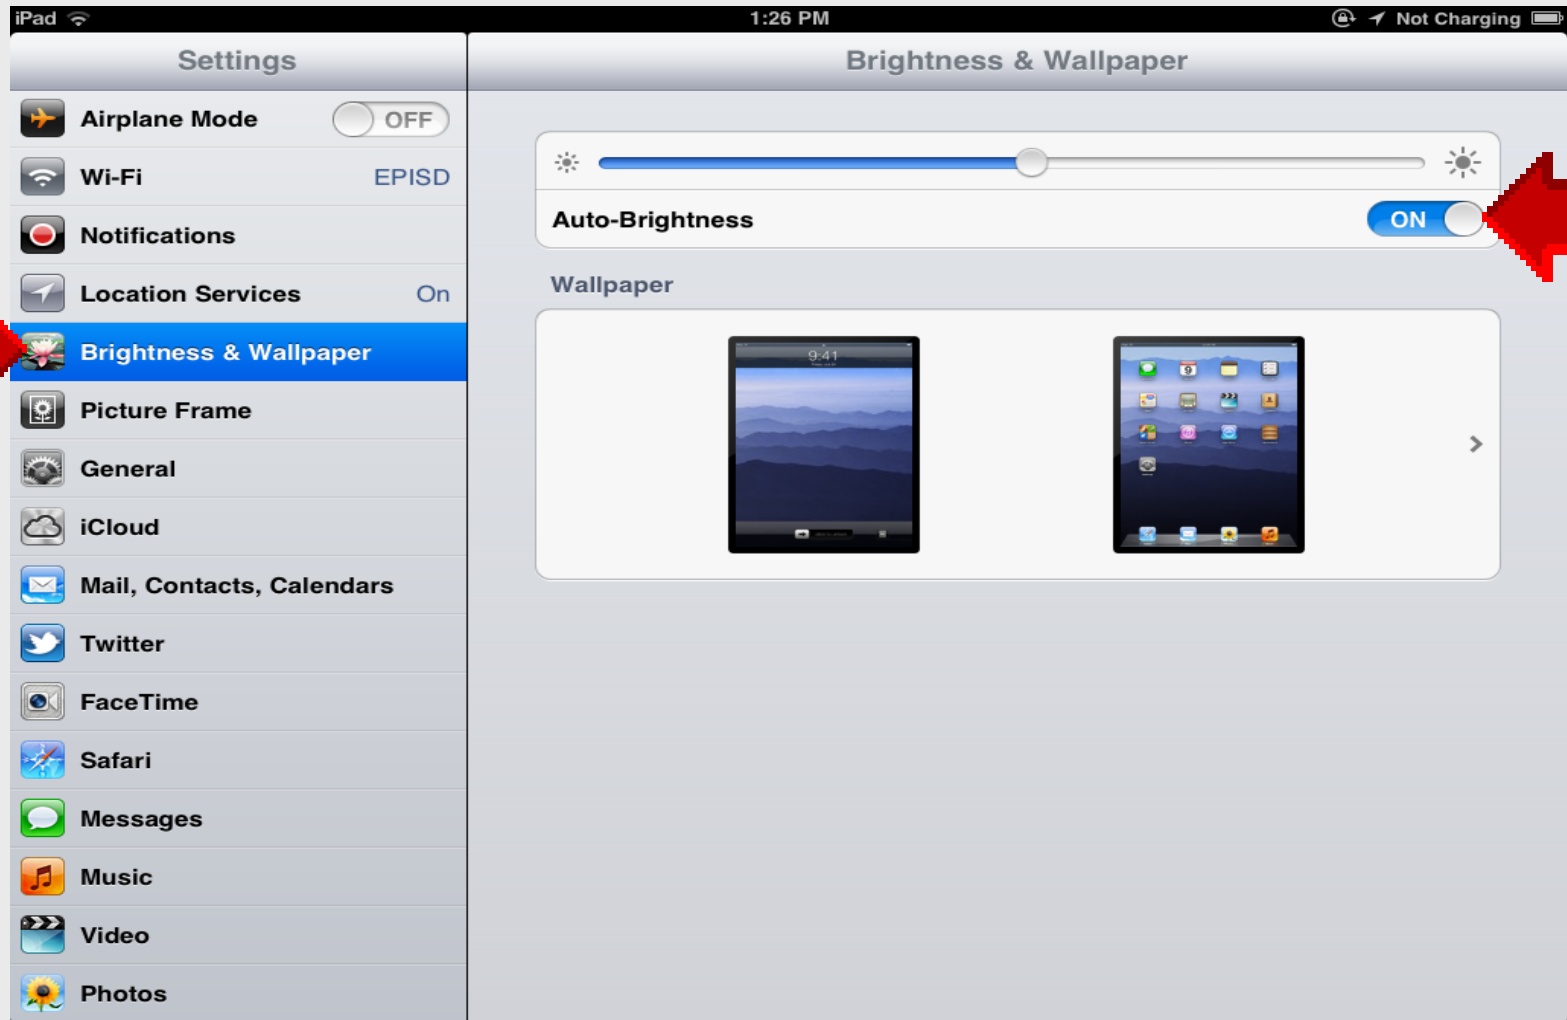 iPad 1:26 PM Not Charging
Settings
Airplane Mode OFF
Wi-Fi EPISD
Notifications
Location Services On
Brightness & Wallpaper
Picture Frame
General
iCloud
Mail, Contacts, Calendars
Twitter
FaceTime
Safari
Messages
Music
Video
Photos
Brightness & Wallpaper
Auto-Brightness ON
Wallpaper
9:41
9